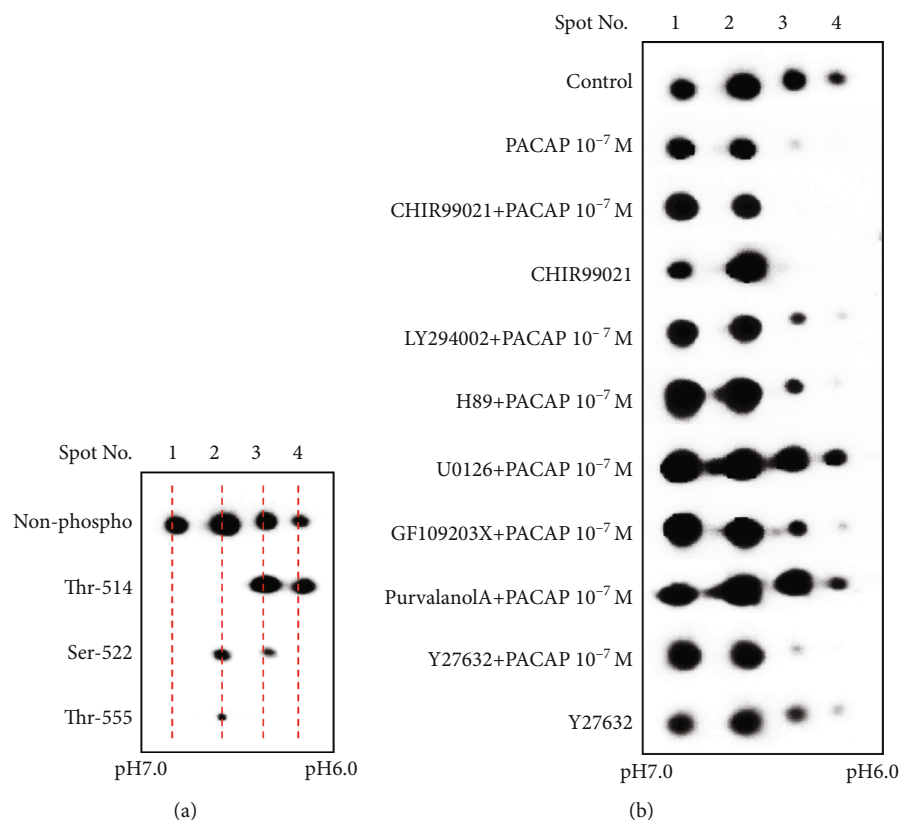 Spot No. 1 2 3 4
Non-phospho
Thr-514
Ser-522
Thr-555
pH7.0 pH6.0
(a)
Spot No. 1 2 3 4
Control
PACAP 10⁻⁷ M
CHIR99021+PACAP 10⁻⁷ M
CHIR99021
LY294002+PACAP 10⁻⁷ M
H89+PACAP 10⁻⁷ M
U0126+PACAP 10⁻⁷ M
GF109203X+PACAP 10⁻⁷ M
PurvalanolA+PACAP 10⁻⁷ M
Y27632+PACAP 10⁻⁷ M
Y27632
pH7.0 pH6.0
(b)